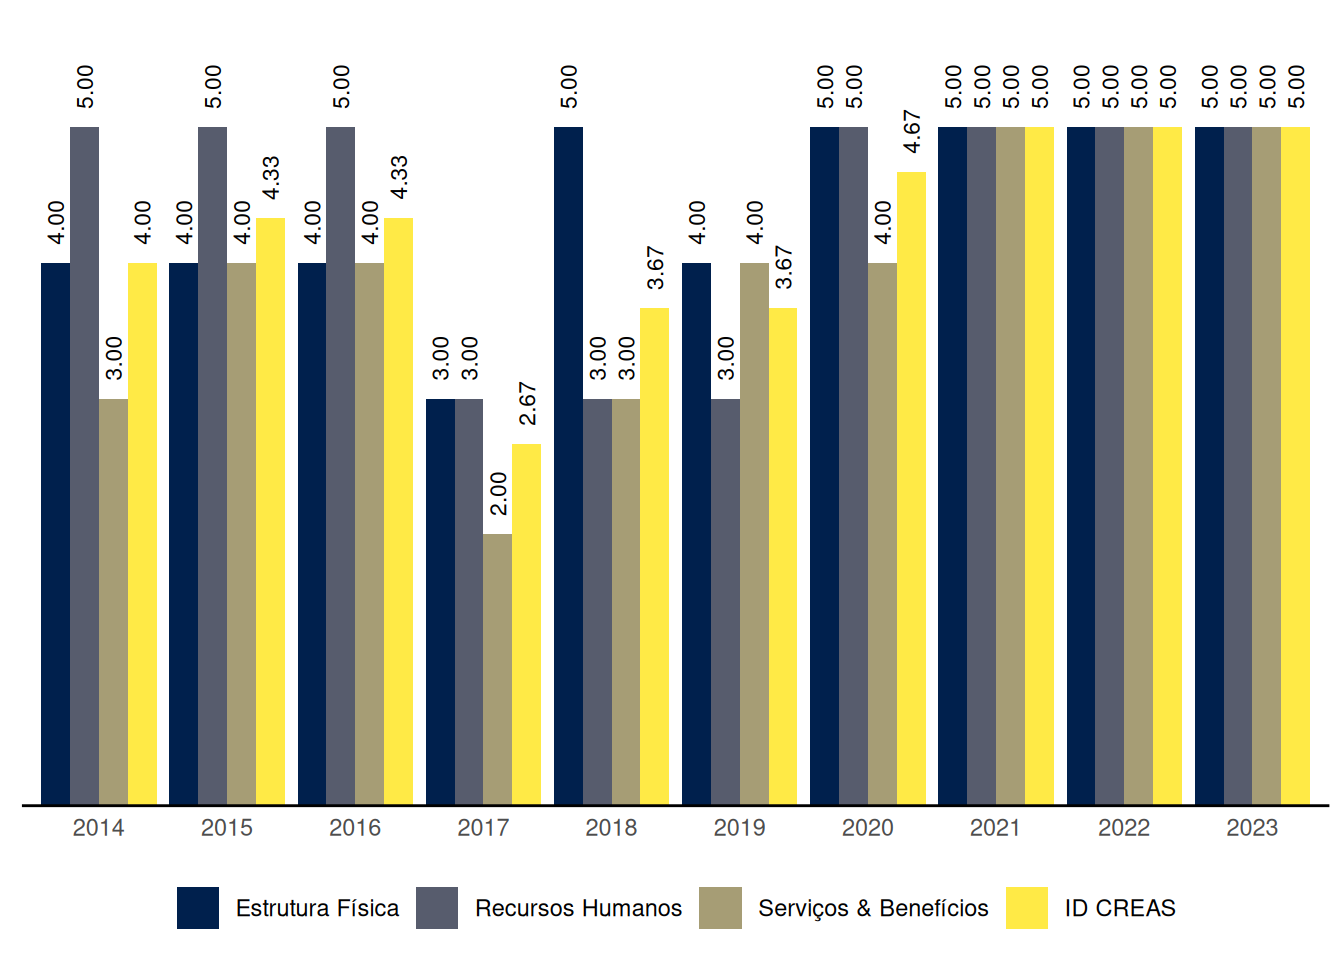 4.00 5.00 3.00 4.00
4.00 5.00 4.00 4.33
4.00 5.00 4.00 4.33
3.00 3.00 2.00 2.67
5.00 3.00 3.00 3.67
4.00 3.00 4.00 3.67
5.00 5.00 4.00 4.67
5.00 5.00 5.00 5.00
5.00 5.00 5.00 5.00
5.00 5.00 5.00 5.00
2014 2015 2016 2017 2018 2019 2020 2021 2022 2023
Estrutura Física Recursos Humanos Serviços & Benefícios ID CREAS